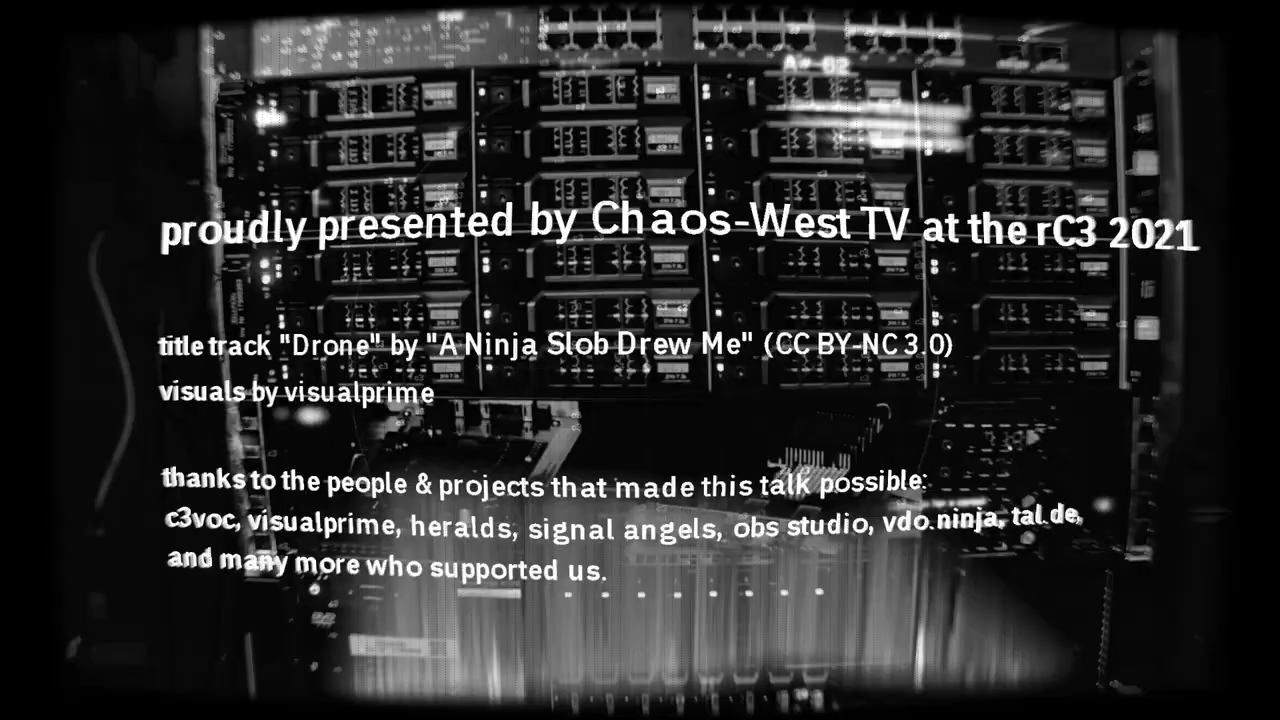 proudly presented by Chaos-West TV at the rC3 2021
title track "Drone" by "A Ninja Slob Drew Me" (CC BY-NC 3.0)
visuals by visualprime
thanks to the people & projects that made this talk possible:
c3voc, visualprime, heralds, signal angels, obs studio, vdo.ninja, tal.de,
and many more who supported us.